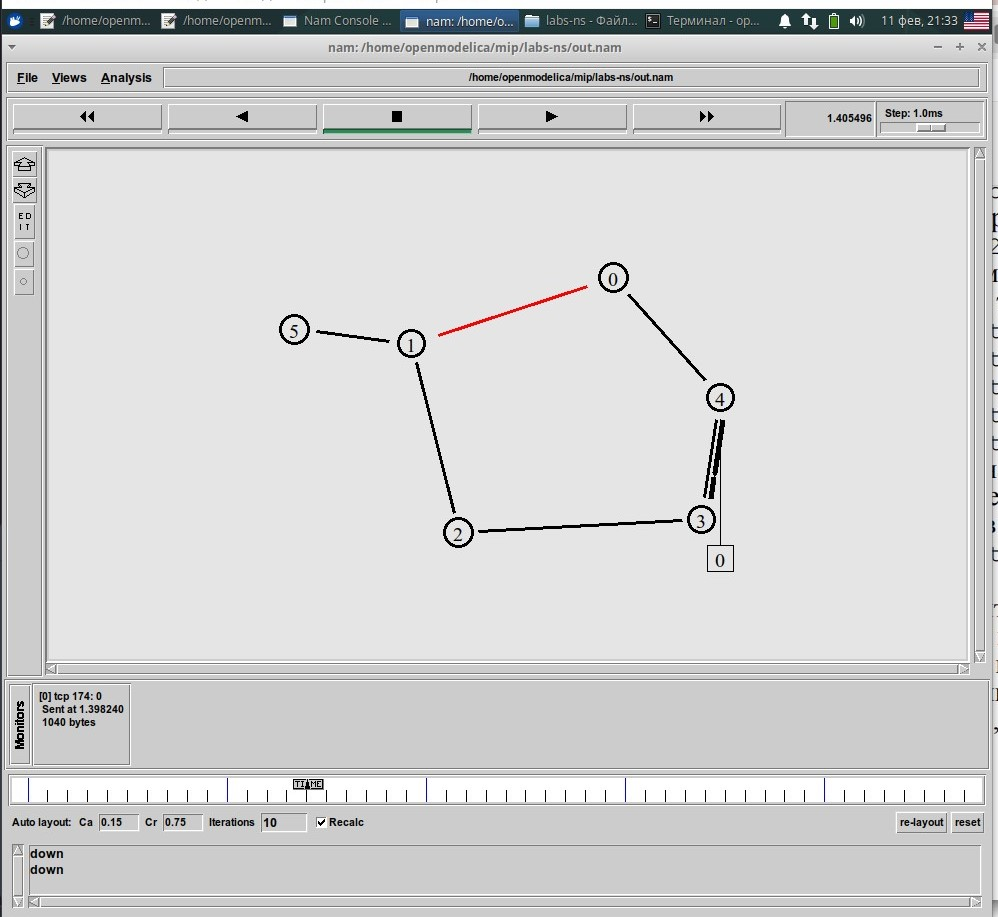 /home/openm...
/home/openm...
Nam Console ...
nam: /home/o...
labs-ns - Файл...
Терминал - op...
11 фев, 21:33
nam: /home/openmodelica/mip/labs-ns/out.nam
File Views Analysis
/home/openmodelica/mip/labs-ns/out.nam
1.405496
Step: 1.0ms
ED
IT
0
5
1
4
3
2
0
Monitors
[0] tcp 174: 0
Sent at 1.398240
1040 bytes
TIME
Auto layout: Ca 0.15 Cr 0.75 Iterations 10 Recalc
re-layout reset
down
down